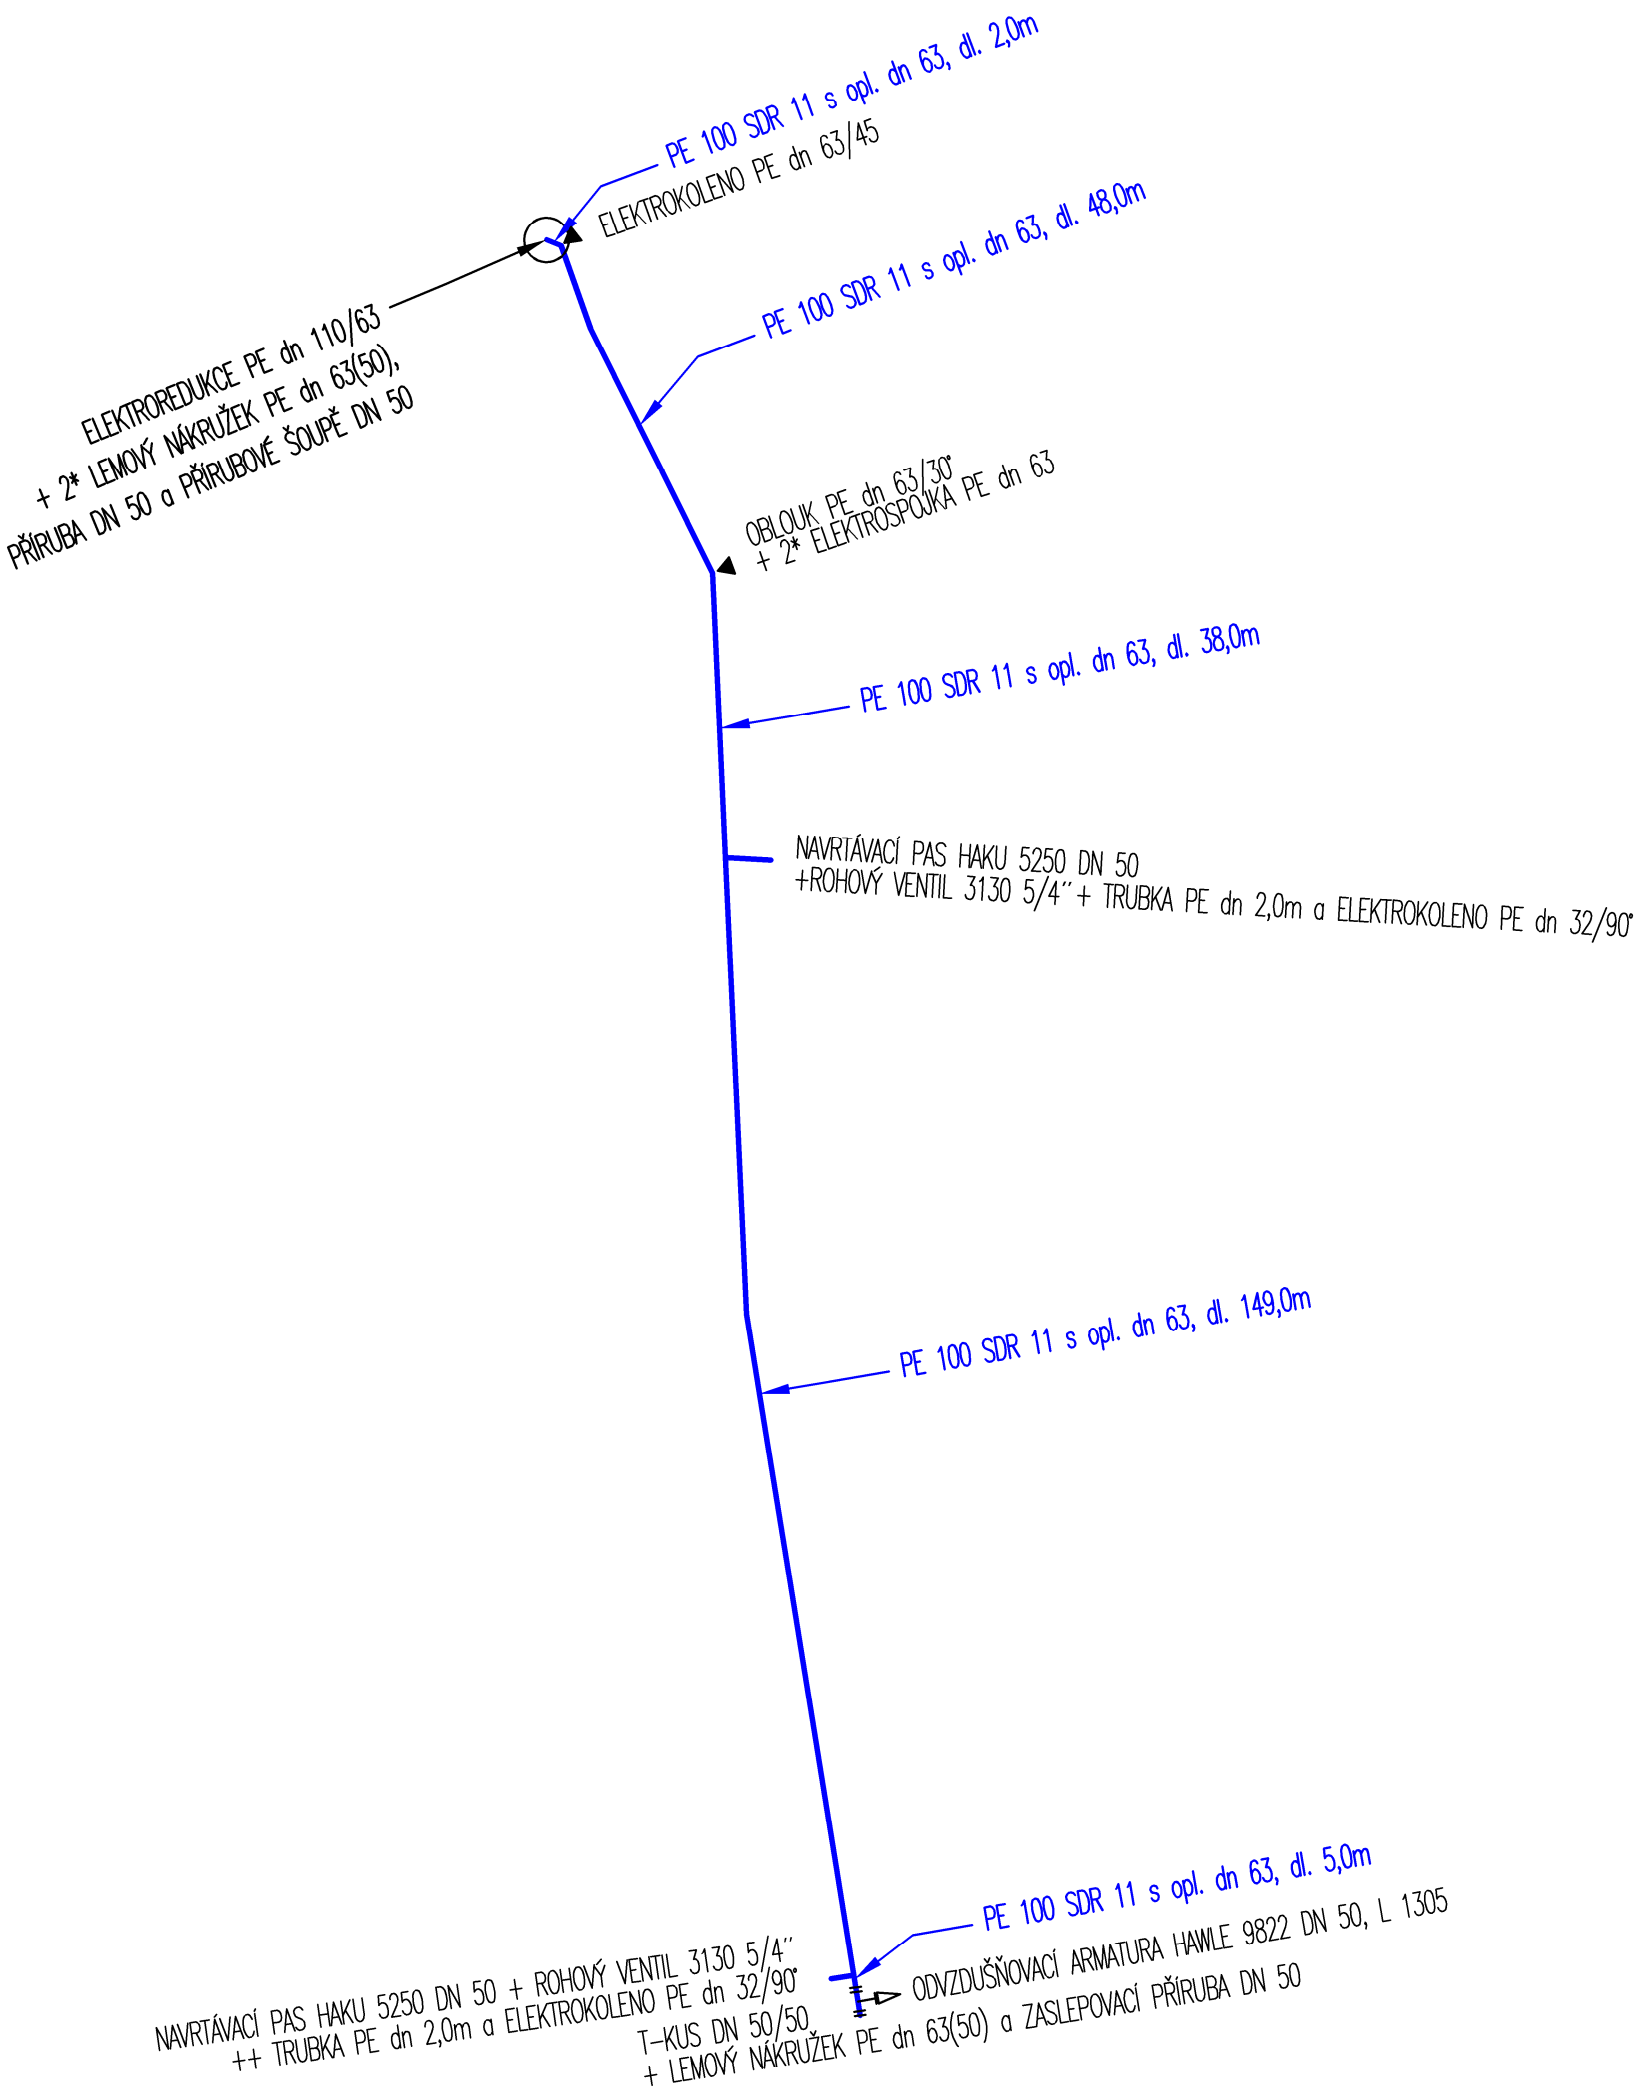 PE 100 SDR 11 s opl. dn 63, dl. 2,0m
ELEKTROKOLENO PE dn 63/45
PE 100 SDR 11 s opl. dn 63, dl. 48,0m
ELEKTROREDUKCE PE dn 110/63
+ 2* LEMOVÝ NÁKRUŽEK PE dn 63(50),
PŘÍRUBA DN 50 a PŘÍRUBOVÉ ŠOUPĚ DN 50
OBLOUK PE dn 63/30°
+ 2* ELEKTROSPOJKA PE dn 63
PE 100 SDR 11 s opl. dn 63, dl. 38,0m
NAVRTÁVACÍ PAS HAKU 5250 DN 50
+ROHOVÝ VENTIL 3130 5/4´´+ TRUBKA PE dn 2,0m a ELEKTROKOLENO PE dn 32/90°
PE 100 SDR 11 s opl. dn 63, dl. 149,0m
PE 100 SDR 11 s opl. dn 63, dl. 5,0m
ODVZDUŠŇOVACÍ ARMATURA HAWLE 9822 DN 50, L 1305
NAVRTÁVACÍ PAS HAKU 5250 DN 50 + ROHOVÝ VENTIL 3130 5/4´´
++ TRUBKA PE dn 2,0m a ELEKTROKOLENO PE dn 32/90°
T-KUS DN 50/50
+ LEMOVÝ NÁKRUŽEK PE dn 63(50) a ZASLEPOVACÍ PŘÍRUBA DN 50